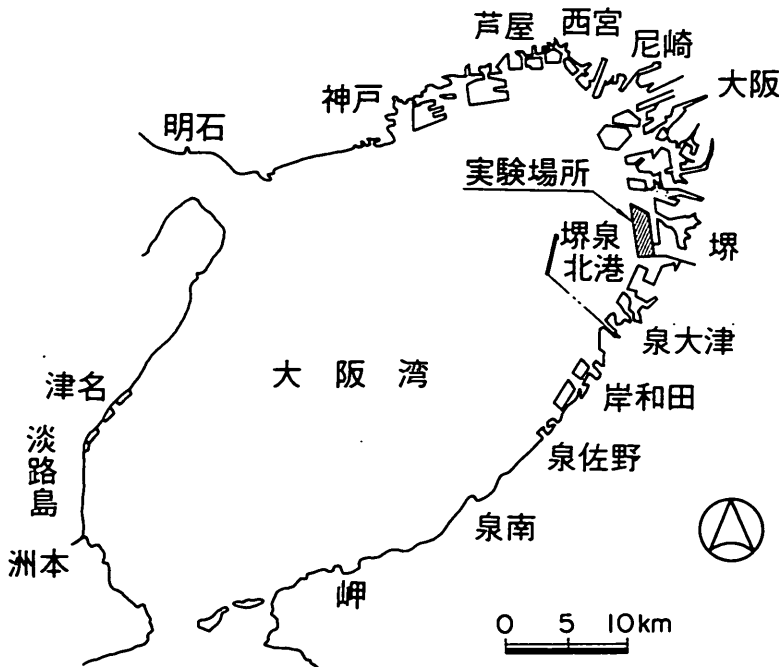 芦屋
西宮
尼崎
大阪
神戸
明石
実験場所
堺泉
北港
堺
泉大津
大阪湾
津名
岸和田
淡路島
泉佐野
泉南
洲本
岬
0 5 10km